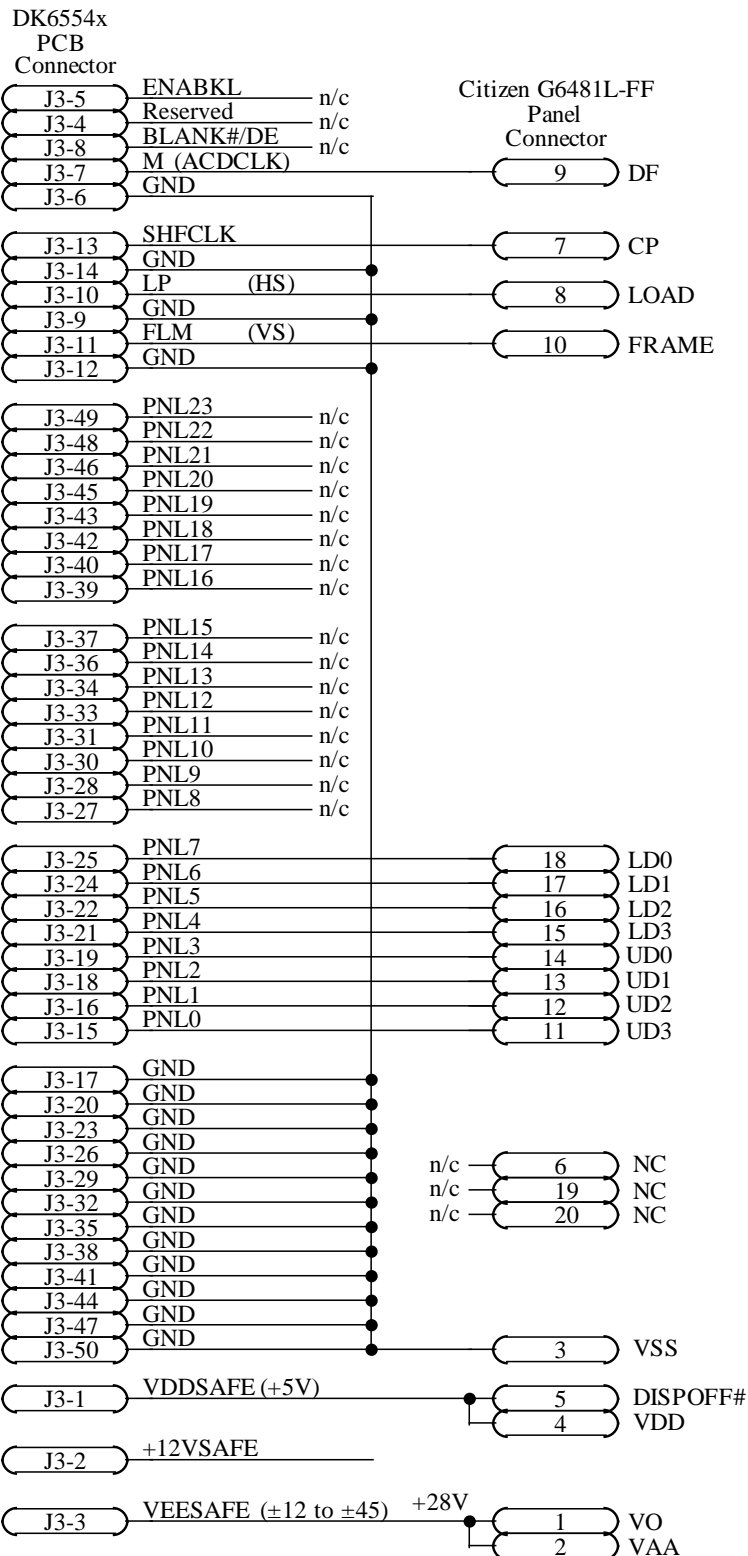 DK6554x
PCB
Connector
Citizen G6481L-FF
Panel
Connector
J3-5 ENABKL n/c
J3-4 Reserved n/c
J3-8 BLANK#/DE n/c
J3-7 M (ACDCLK) 9 DF
J3-6 GND
J3-13 SHFCLK 7 CP
J3-14 GND
J3-10 LP (HS) 8 LOAD
J3-9 GND
J3-11 FLM (VS) 10 FRAME
J3-12 GND
J3-49 PNL23 n/c
J3-48 PNL22 n/c
J3-46 PNL21 n/c
J3-45 PNL20 n/c
J3-43 PNL19 n/c
J3-42 PNL18 n/c
J3-40 PNL17 n/c
J3-39 PNL16 n/c
J3-37 PNL15 n/c
J3-36 PNL14 n/c
J3-34 PNL13 n/c
J3-33 PNL12 n/c
J3-31 PNL11 n/c
J3-30 PNL10 n/c
J3-28 PNL9 n/c
J3-27 PNL8 n/c
J3-25 PNL7 18 LD0
J3-24 PNL6 17 LD1
J3-22 PNL5 16 LD2
J3-21 PNL4 15 LD3
J3-19 PNL3 14 UD0
J3-18 PNL2 13 UD1
J3-16 PNL1 12 UD2
J3-15 PNL0 11 UD3
J3-17 GND
J3-20 GND
J3-23 GND
J3-26 GND
J3-29 GND n/c 6 NC
J3-32 GND n/c 19 NC
J3-35 GND n/c 20 NC
J3-38 GND
J3-41 GND
J3-44 GND
J3-47 GND
J3-50 GND 3 VSS
J3-1 VDDSAFE (+5V) 5 DISPOFF#
4 VDD
J3-2 +12VSAFE
J3-3 VEESAFE (±12 to ±45) +28V 1 VO
2 VAA